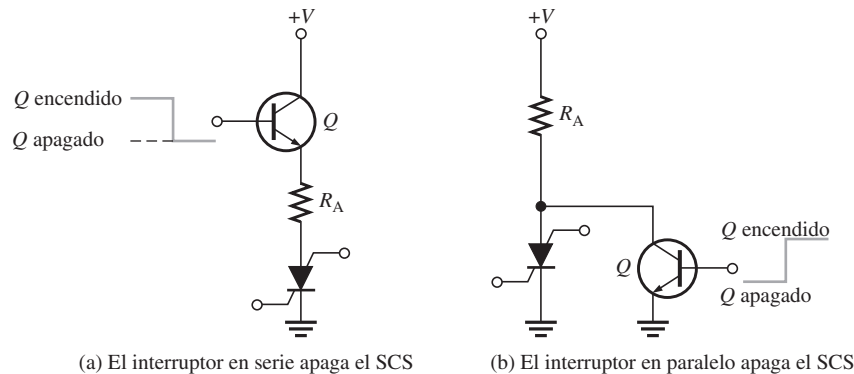 +V
Q encendido
Q apagado
Q
R_A
(a) El interruptor en serie apaga el SCS
+V
R_A
Q
Q encendido
Q apagado
(b) El interruptor en paralelo apaga el SCS